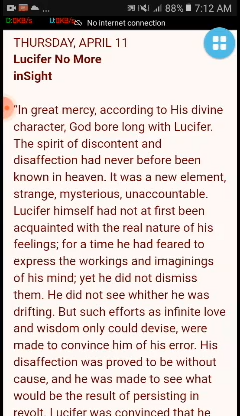 0.0KB/s U:0.0KB/s 88% 7:12 AM
No internet connection
THURSDAY, APRIL 11
Lucifer No More
inSight
"In great mercy, according to His divine
character, God bore long with Lucifer.
The spirit of discontent and
disaffection had never before been
known in heaven. It was a new element,
strange, mysterious, unaccountable.
Lucifer himself had not at first been
acquainted with the real nature of his
feelings; for a time he had feared to
express the workings and imaginings
of his mind; yet he did not dismiss
them. He did not see whither he was
drifting. But such efforts as infinite love
and wisdom only could devise, were
made to convince him of his error. His
disaffection was proved to be without
cause, and he was made to see what
would be the result of persisting in
revolt. Lucifer was convinced that he